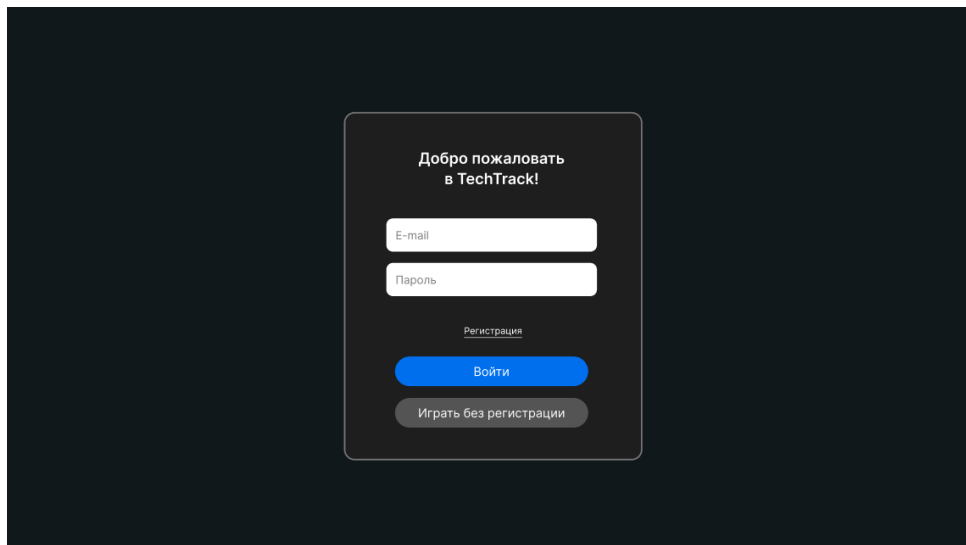 Добро пожаловать
в TechTrack!
E-mail
Пароль
Регистрация
Войти
Играть без регистрации